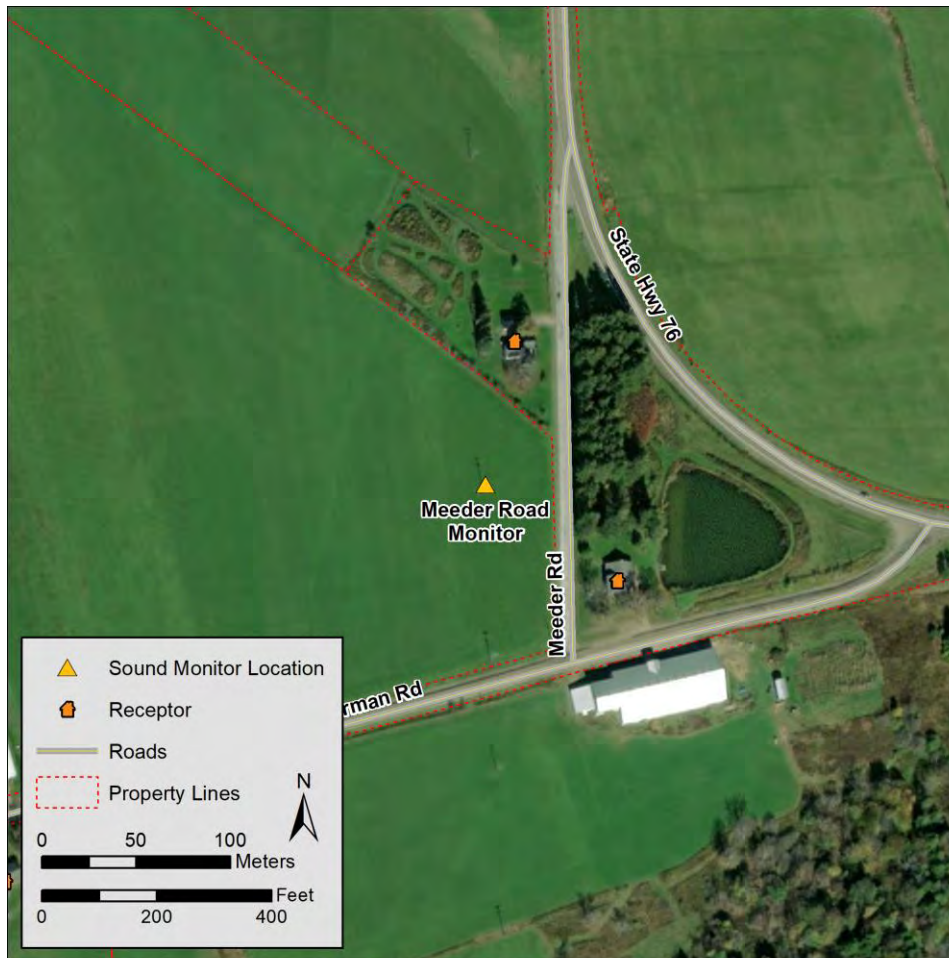 State Hwy 76
Meeder Road
Monitor
Meeder Rd
rman Rd
Sound Monitor Location
Receptor
Roads
Property Lines
N
0 50 100
Meters
Feet
0 200 400